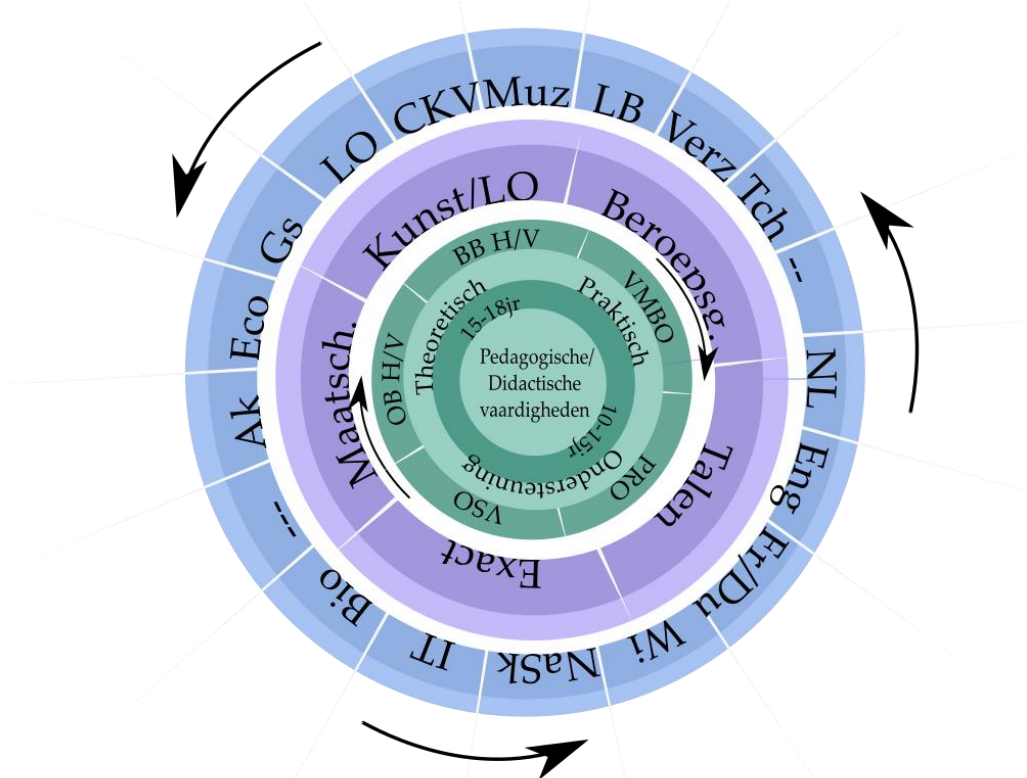 CKV
Muz
LB
Verz
Tch
--
NL
Eng
Fr/Du
Wi
NaSk
IT
Bio
---
Ak
Eco
Gs
LO
Kunst/LO
Beroepsg.
Talen
Exact
Maatsch.
BB H/V
VMBO
PRO
VSO
OB H/V
Theoretisch
Praktisch
Ondersteuning
15-18jr
10-15jr
Pedagogische/
Didactische
vaardigheden